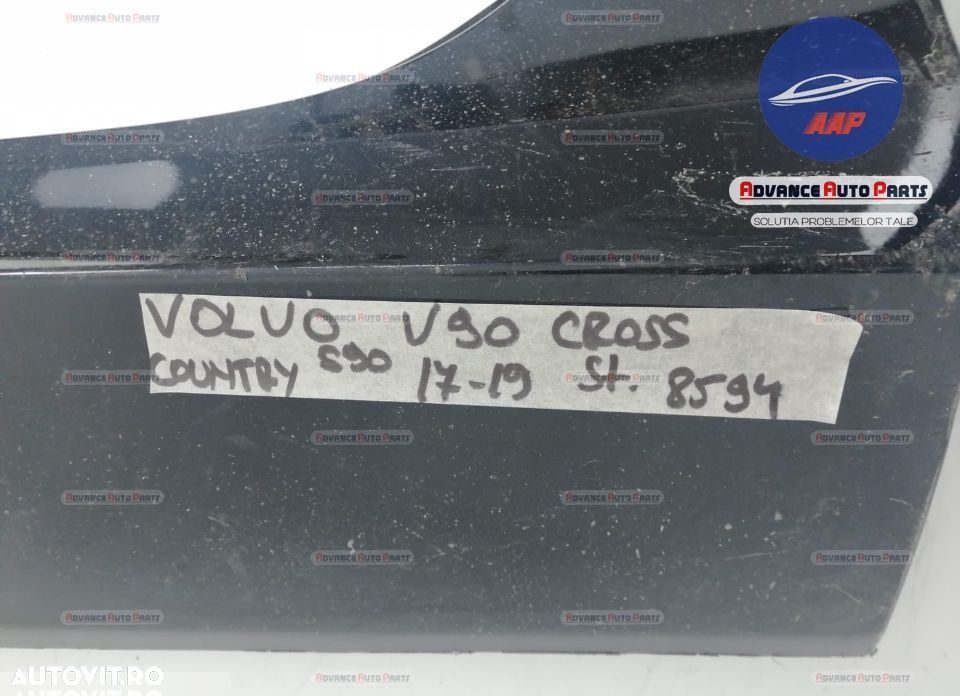 AAP
ADVANCE AUTO PARTS
SOLUTIA PROBLEMELOR TALE
VOLVO V90 CROSS
COUNTRY S90 17-19 St. 8594
AUTOVIT.RO